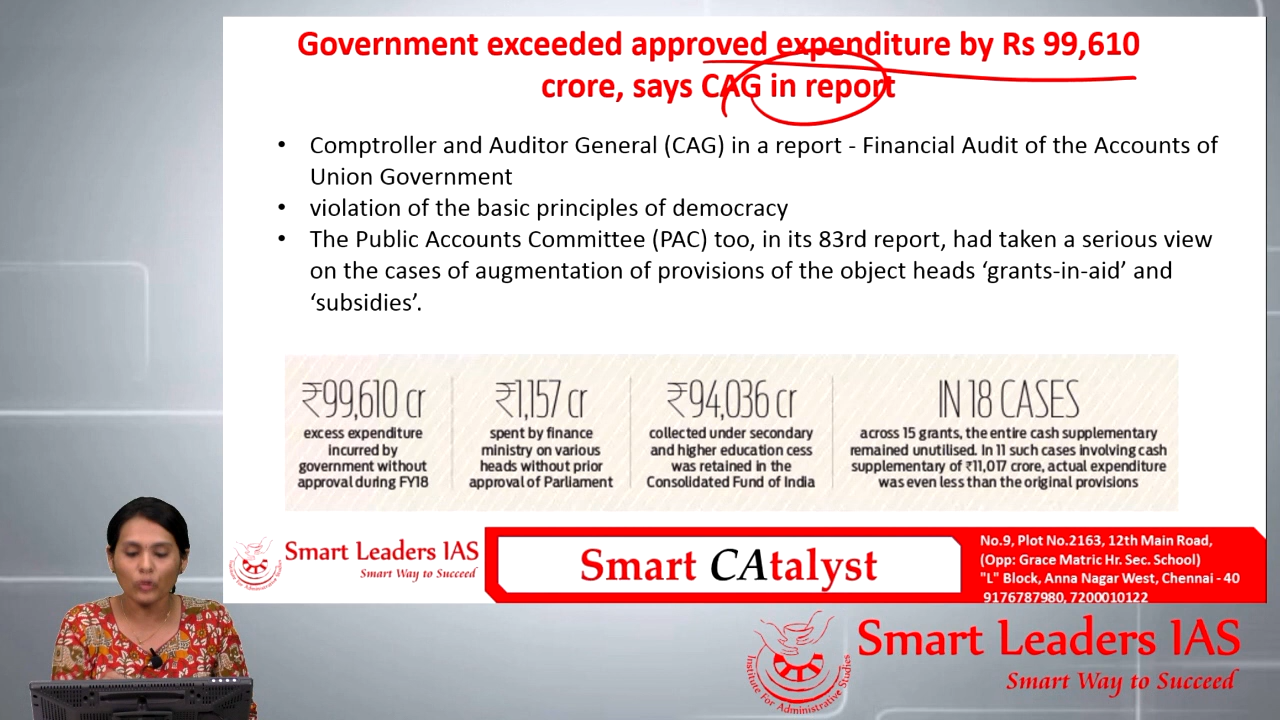 Government exceeded approved expenditure by Rs 99,610
crore, says CAG in report
• Comptroller and Auditor General (CAG) in a report - Financial Audit of the Accounts of
Union Government
• violation of the basic principles of democracy
• The Public Accounts Committee (PAC) too, in its 83rd report, had taken a serious view
on the cases of augmentation of provisions of the object heads ‘grants-in-aid’ and
‘subsidies’.
₹99,610 cr
excess expenditure
incurred by
government without
approval during FY18
₹1,157 cr
spent by finance
ministry on various
heads without prior
approval of Parliament
₹94,036 cr
collected under secondary
and higher education cess
was retained in the
Consolidated Fund of India
IN 18 CASES
across 15 grants, the entire cash supplementary
remained unutilised. In 11 such cases involving cash
supplementary of ₹11,017 crore, actual expenditure
was even less than the original provisions
Smart Leaders IAS
Smart Way to Succeed
Smart CAtalyst
No.9, Plot No.2163, 12th Main Road,
(Opp: Grace Matric Hr. Sec. School)
"L" Block, Anna Nagar West, Chennai - 40
9176787980, 7200010122
Institute For Administrative Studies
Smart Leaders IAS
Smart Way to Succeed